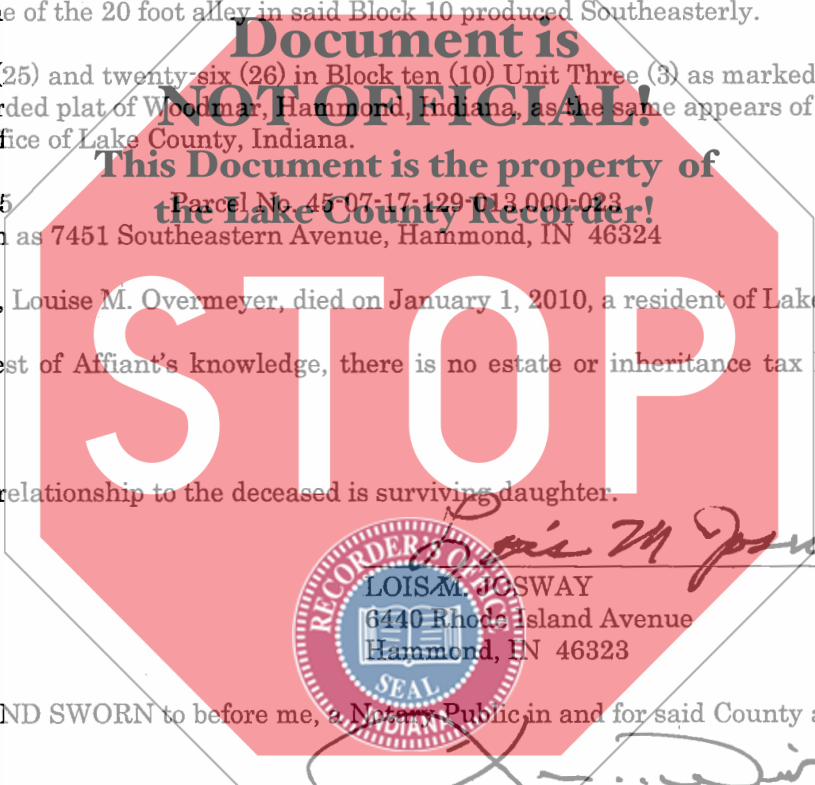 e of the 20 foot alley in said Block 10 produced Southeasterly.
Document is
(25) and twenty-six (26) in Block ten (10) Unit Three (3) as marked
NOT OFFICIAL!
rded plat of Woodmar, Hammond, Indiana, as the same appears of
fice of Lake County, Indiana.
This Document is the property of
5 Parcel No. 45-07-17-129-013.000-023
the Lake County Recorder!
n as 7451 Southeastern Avenue, Hammond, IN 46324
, Louise M. Overmeyer, died on January 1, 2010, a resident of Lake
STOP
est of Affiant's knowledge, there is no estate or inheritance tax
relationship to the deceased is surviving daughter.
Lois M Josw
RECORDER'S OFFICE
LOIS M. JOSWAY
6440 Rhode Island Avenue
Hammond, IN 46323
SEAL
INDIANA
ND SWORN to before me, a Notary Public in and for said County a